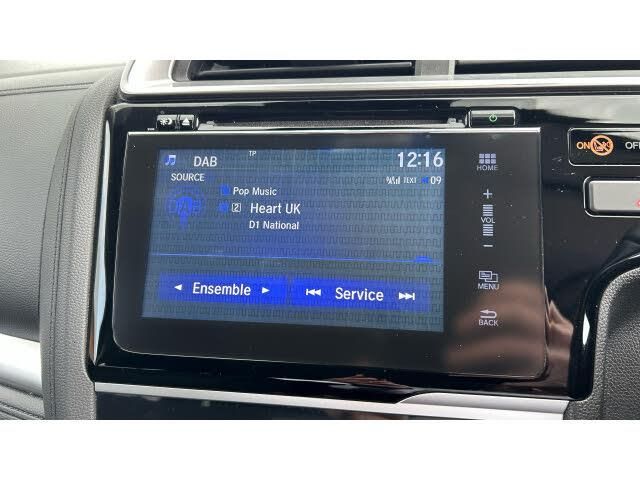 DAB
TP
12:16
SOURCE
TEXT 09
Pop Music
2 Heart UK
D1 National
Ensemble
Service
HOME
+
VOL
-
MENU
BACK
ON
OFF